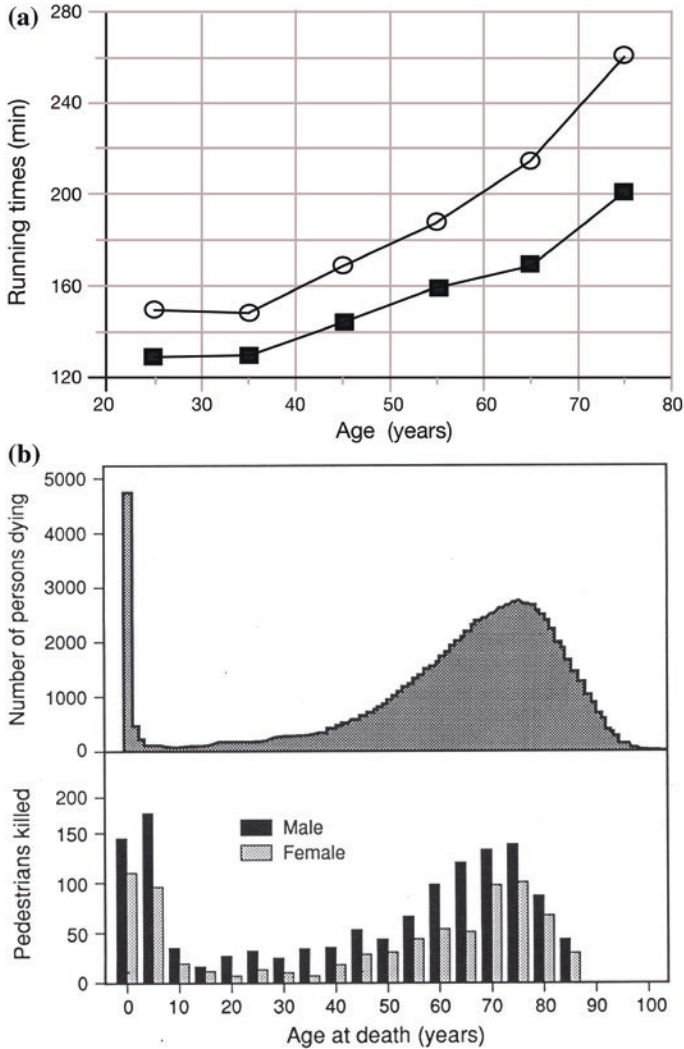 (a)
280
240
200
160
120
Running times (min)
20 30 40 50 60 70 80
Age (years)
(b)
5000
4000
3000
2000
1000
0
Number of persons dying
200
150
100
50
0
Pedestrians killed
Male
Female
0 10 20 30 40 50 60 70 80 90 100
Age at death (years)